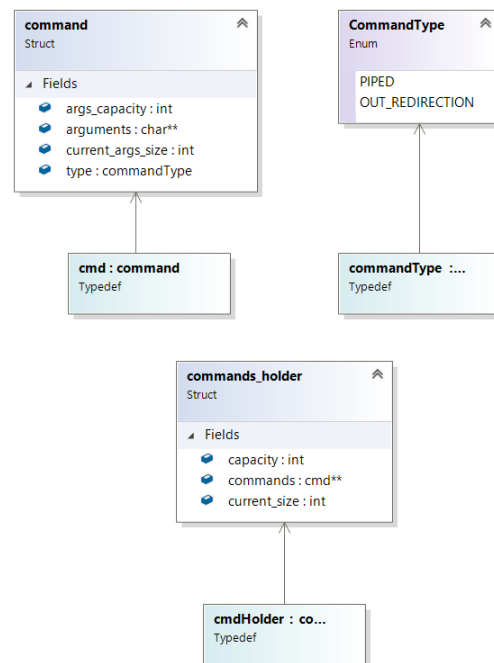 command
Struct
Fields
args_capacity : int
arguments : char**
current_args_size : int
type : commandType
cmd : command
Typedef
CommandType
Enum
PIPED
OUT_REDIRECTION
commandType :...
Typedef
commands_holder
Struct
Fields
capacity : int
commands : cmd**
current_size : int
cmdHolder : co...
Typedef